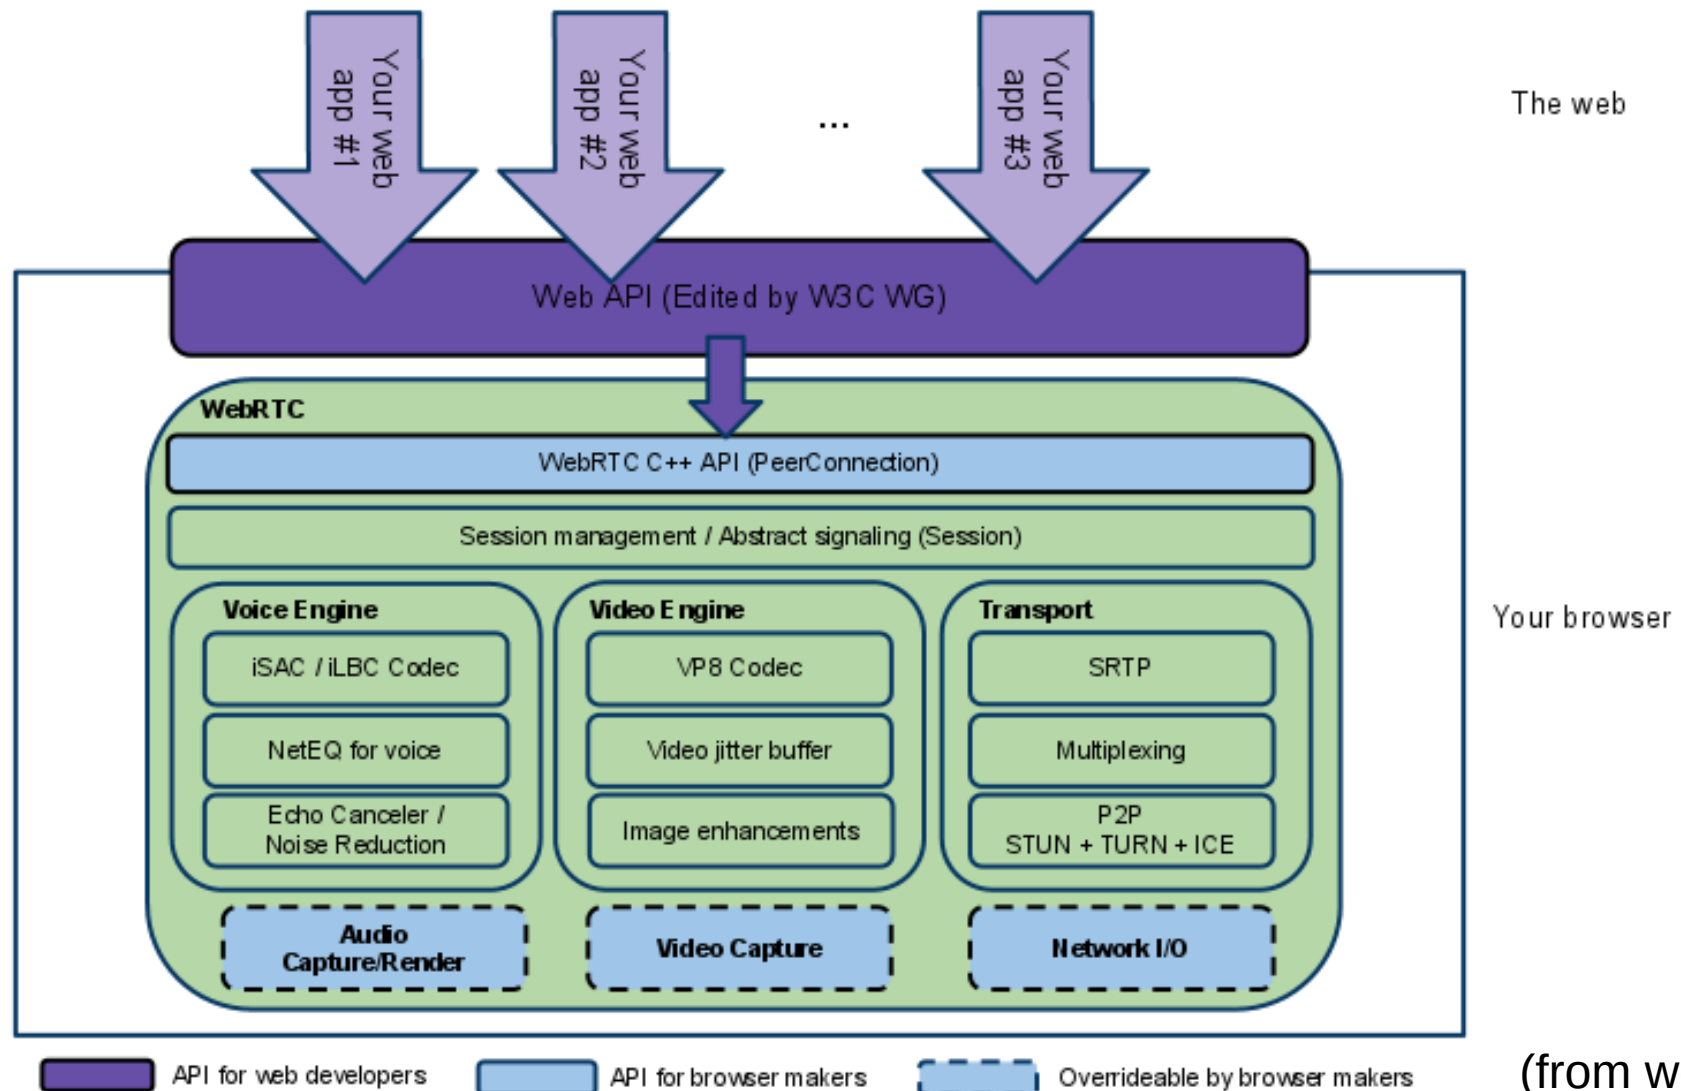 Your web
app #1
Your web
app #2
...
Your web
app #3
The web
Web API (Edited by W3C WG)
WebRTC
WebRTC C++ API (PeerConnection)
Session management / Abstract signaling (Session)
Voice Engine
iSAC / iLBC Codec
NetEQ for voice
Echo Canceler /
Noise Reduction
Video Engine
VP8 Codec
Video jitter buffer
Image enhancements
Transport
SRTP
Multiplexing
P2P
STUN + TURN + ICE
Your browser
Audio
Capture/Render
Video Capture
Network I/O
API for web developers
API for browser makers
Overrideable by browser makers
(from w